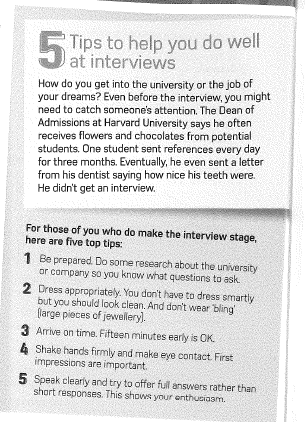 5 Tips to help you do well
at interviews
How do you get into the university or the job of
your dreams? Even before the interview, you might
need to catch someone's attention. The Dean of
Admissions at Harvard University says he often
receives flowers and chocolates from potential
students. One student sent references every day
for three months. Eventually, he even sent a letter
from his dentist saying how nice his teeth were.
He didn't get an interview.
For those of you who do make the interview stage,
here are five top tips:
1 Be prepared. Do some research about the university
or company so you know what questions to ask.
2 Dress appropriately. You don't have to dress smartly
but you should look clean. And don't wear 'bling'
(large pieces of jewellery).
3 Arrive on time. Fifteen minutes early is OK.
4 Shake hands firmly and make eye contact. First
impressions are important.
5 Speak clearly and try to offer full answers rather than
short responses. This shows your enthusiasm.